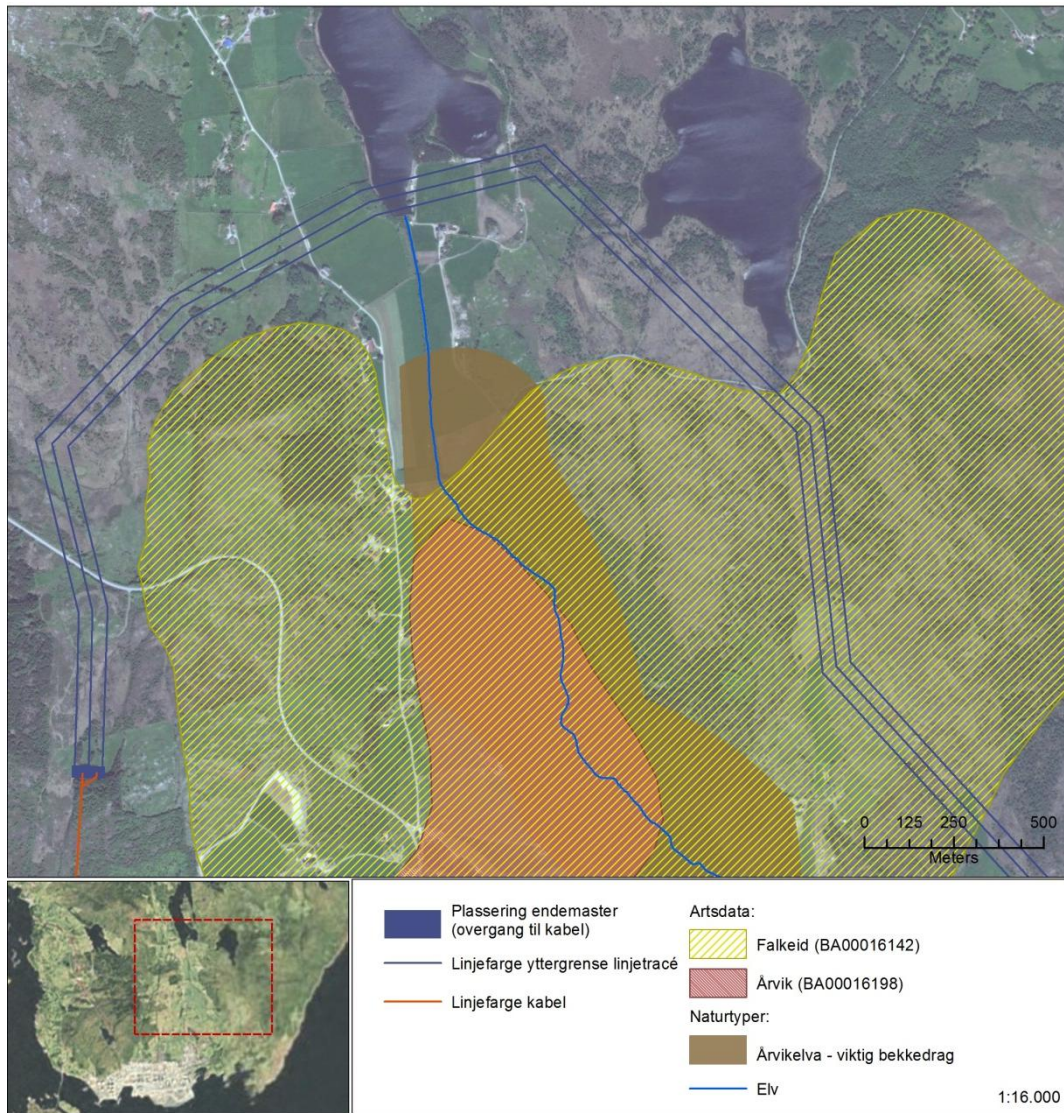 0 125 250 500
Meters
Plassering endemaster
(overgang til kabel)
Linjefarge yttergrense linjetracé
Linjefarge kabel
Artsdata:
Falkeid (BA00016142)
Årvik (BA00016198)
Naturtyper:
Årvikelva - viktig bekkedrag
Elv
1:16.000